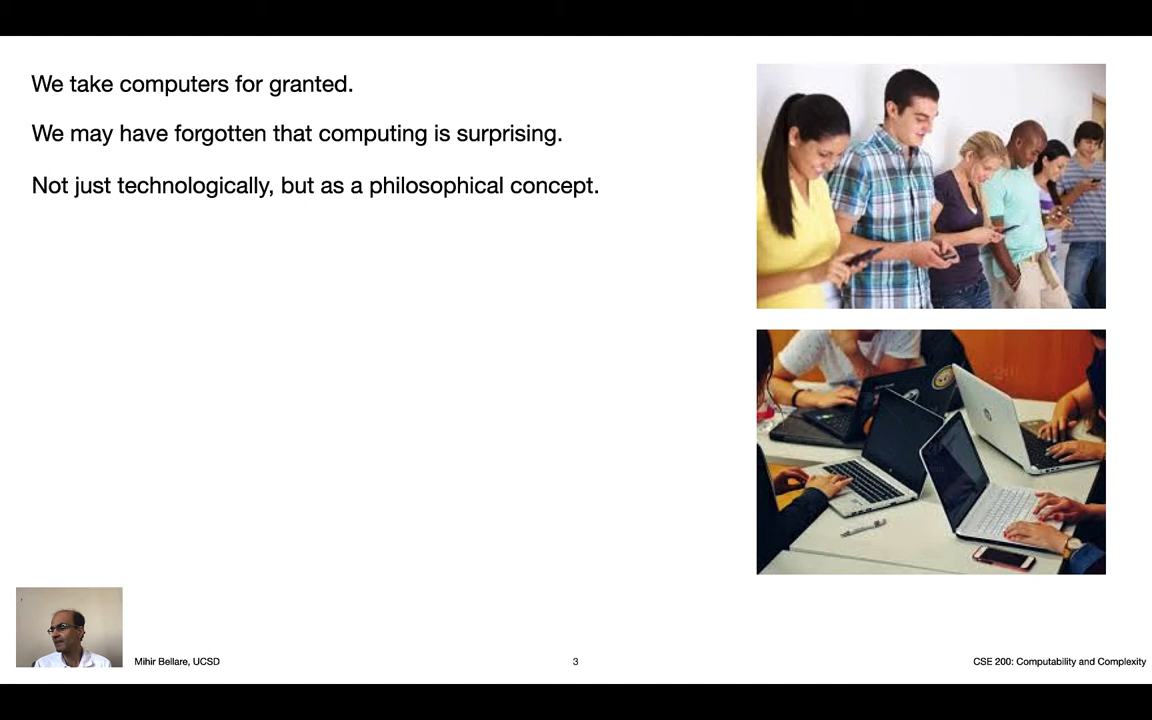 We take computers for granted.
We may have forgotten that computing is surprising.
Not just technologically, but as a philosophical concept.
Mihir Bellare, UCSD
3
CSE 200: Computability and Complexity